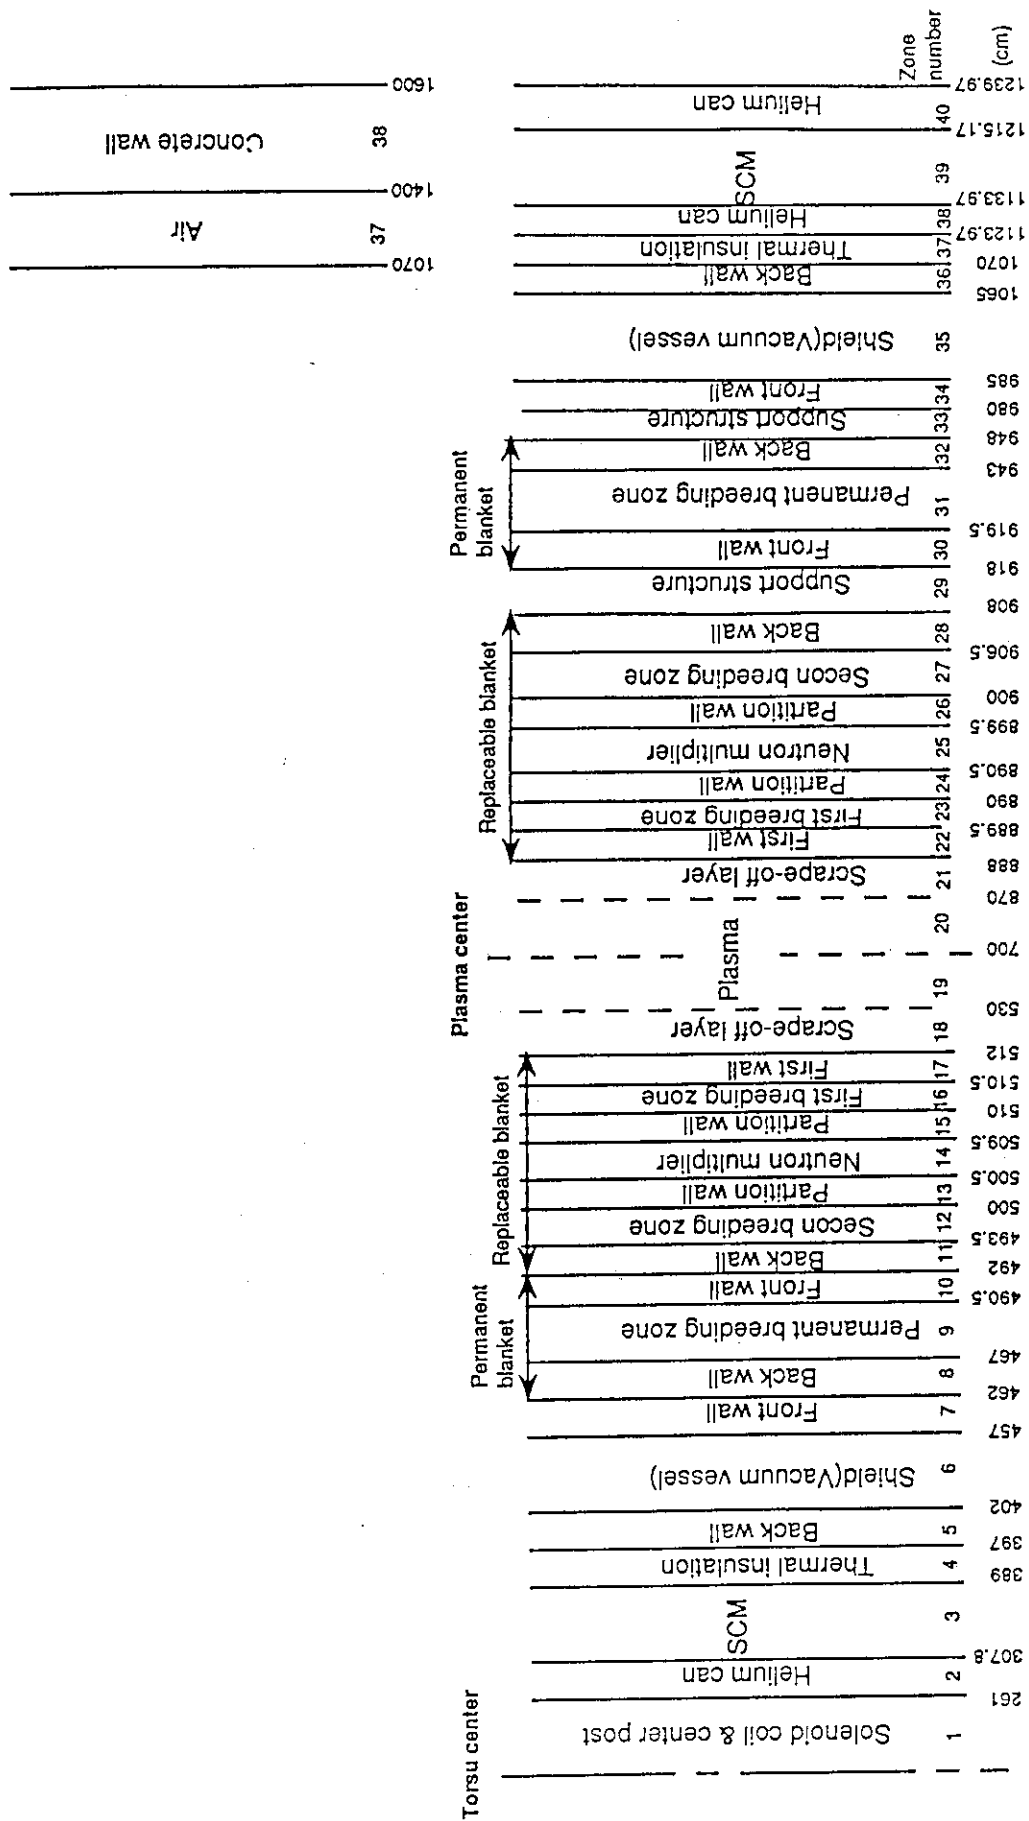 Torsu center
Permanent
blanket
Replaceable blanket
Plasma center
Replaceable blanket
Permanent
blanket
Solenoid coil & center post
Helium can
SCM
Thermal insulation
Back wall
Shield(Vacuum vessel)
Front wall
Back wall
Permanent breeding zone
Front wall
Back wall
Secon breeding zone
Partition wall
Neutron multiplier
Partition wall
First breeding zone
First wall
Scrape-off layer
Plasma
Scrape-off layer
First wall
First breeding zone
Partition wall
Neutron multiplier
Partition wall
Secon breeding zone
Back wall
Support structure
Front wall
Permanent breeding zone
Back wall
Support structure
Front wall
Shield(Vacuum vessel)
Back wall
Thermal insulation
Helium can
SCM
Helium can
Zone
number
1 2 3 4 5 6 7 8 9 10 11 12 13 14 15 16 17 18 19 20 21 22 23 24 25 26 27 28 29 30 31 32 33 34 35 36 37 38 39 40
261 307.8 389 397 402 457 462 467 490.5 492 493.5 500 500.5 509.5 510 510.5 512 530 700 870 888 889.5 890 890.5 899.5 900 906.5 908 918 919.5 943 948 980 985 1065 1070 1123.97 1133.97 1215.17 1239.97
(cm)
Air
Concrete wall
37 38
1070 1400 1600